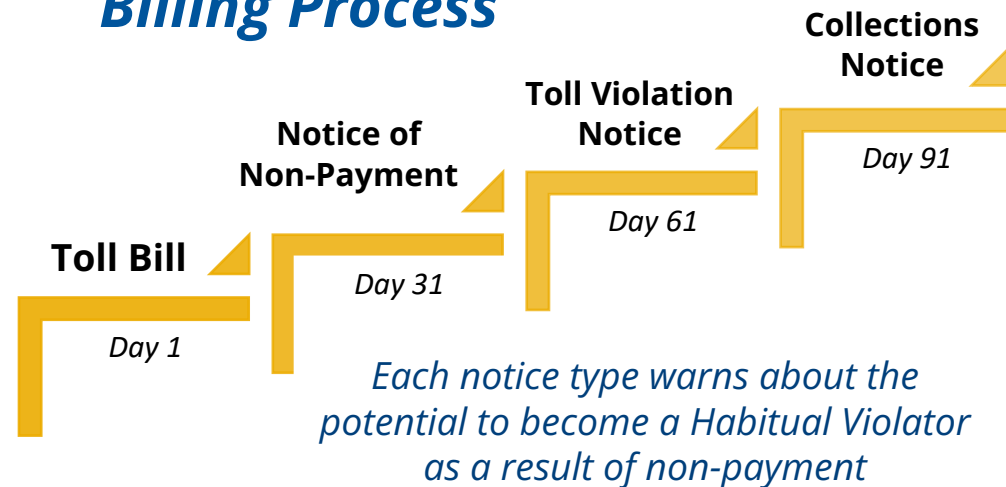 Billing Process
Collections
Notice
Toll Violation
Notice
Day 91
Notice of
Non-Payment
Day 61
Toll Bill
Day 31
Day 1
Each notice type warns about the
potential to become a Habitual Violator
as a result of non-payment